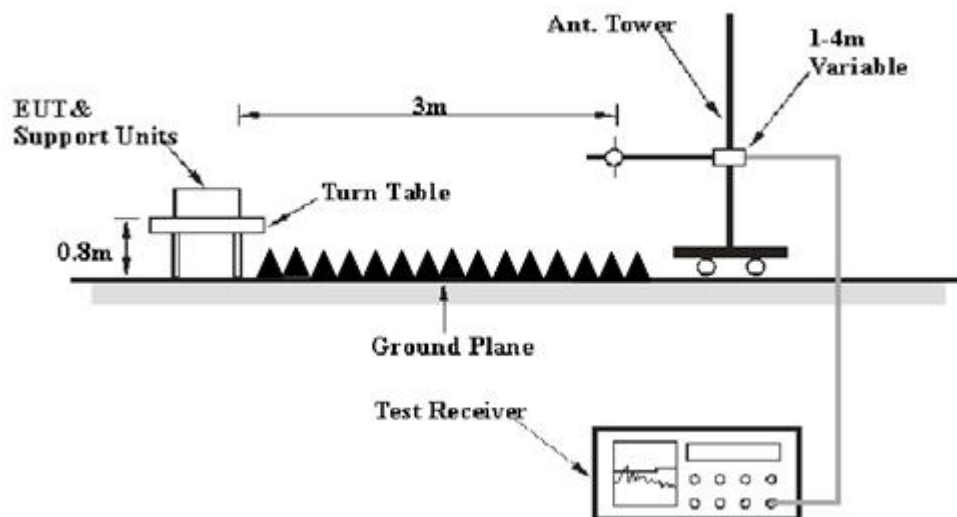 Ant. Tower
1-4m
Variable
3m
EUT&
Support Units
Turn Table
0.8m
Ground Plane
Test Receiver